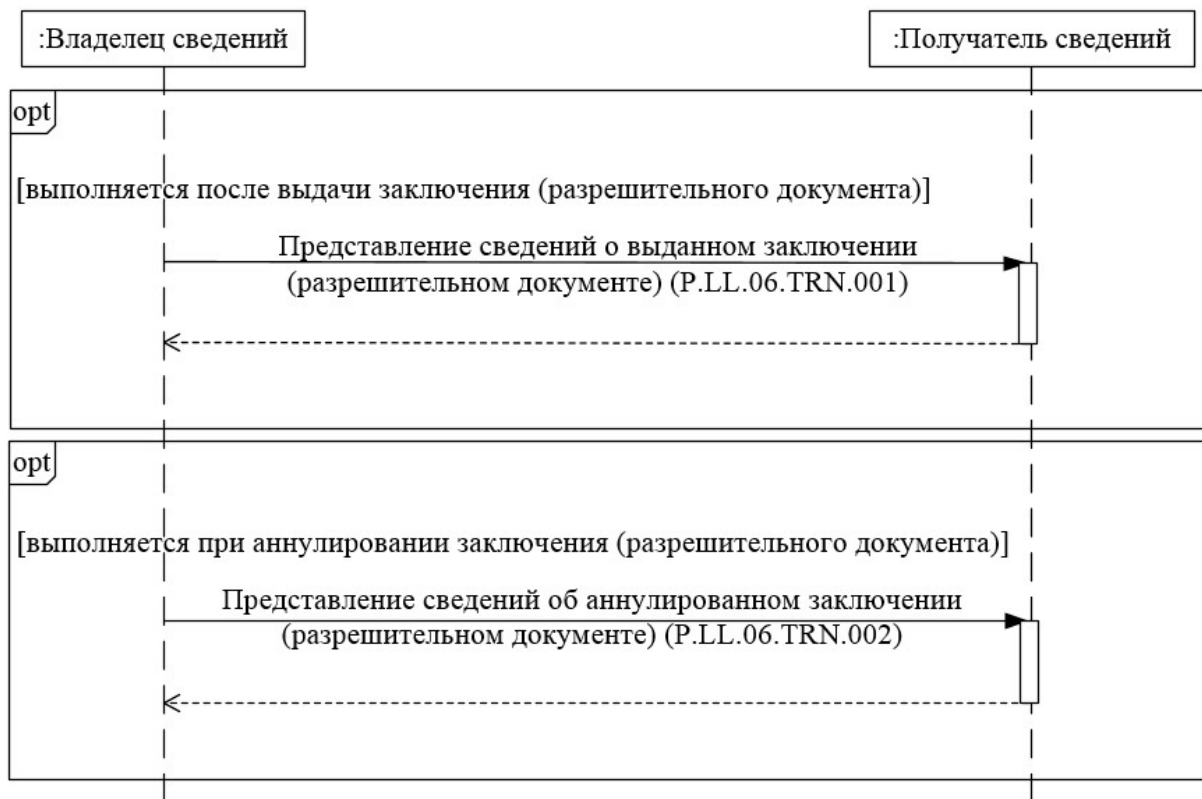 :Владелец сведений
:Получатель сведений
opt
[выполняется после выдачи заключения (разрешительного документа)]
Представление сведений о выданном заключении
(разрешительном документе) (P.LL.06.TRN.001)
opt
[выполняется при аннулировании заключения (разрешительного документа)]
Представление сведений об аннулированном заключении
(разрешительном документе) (P.LL.06.TRN.002)